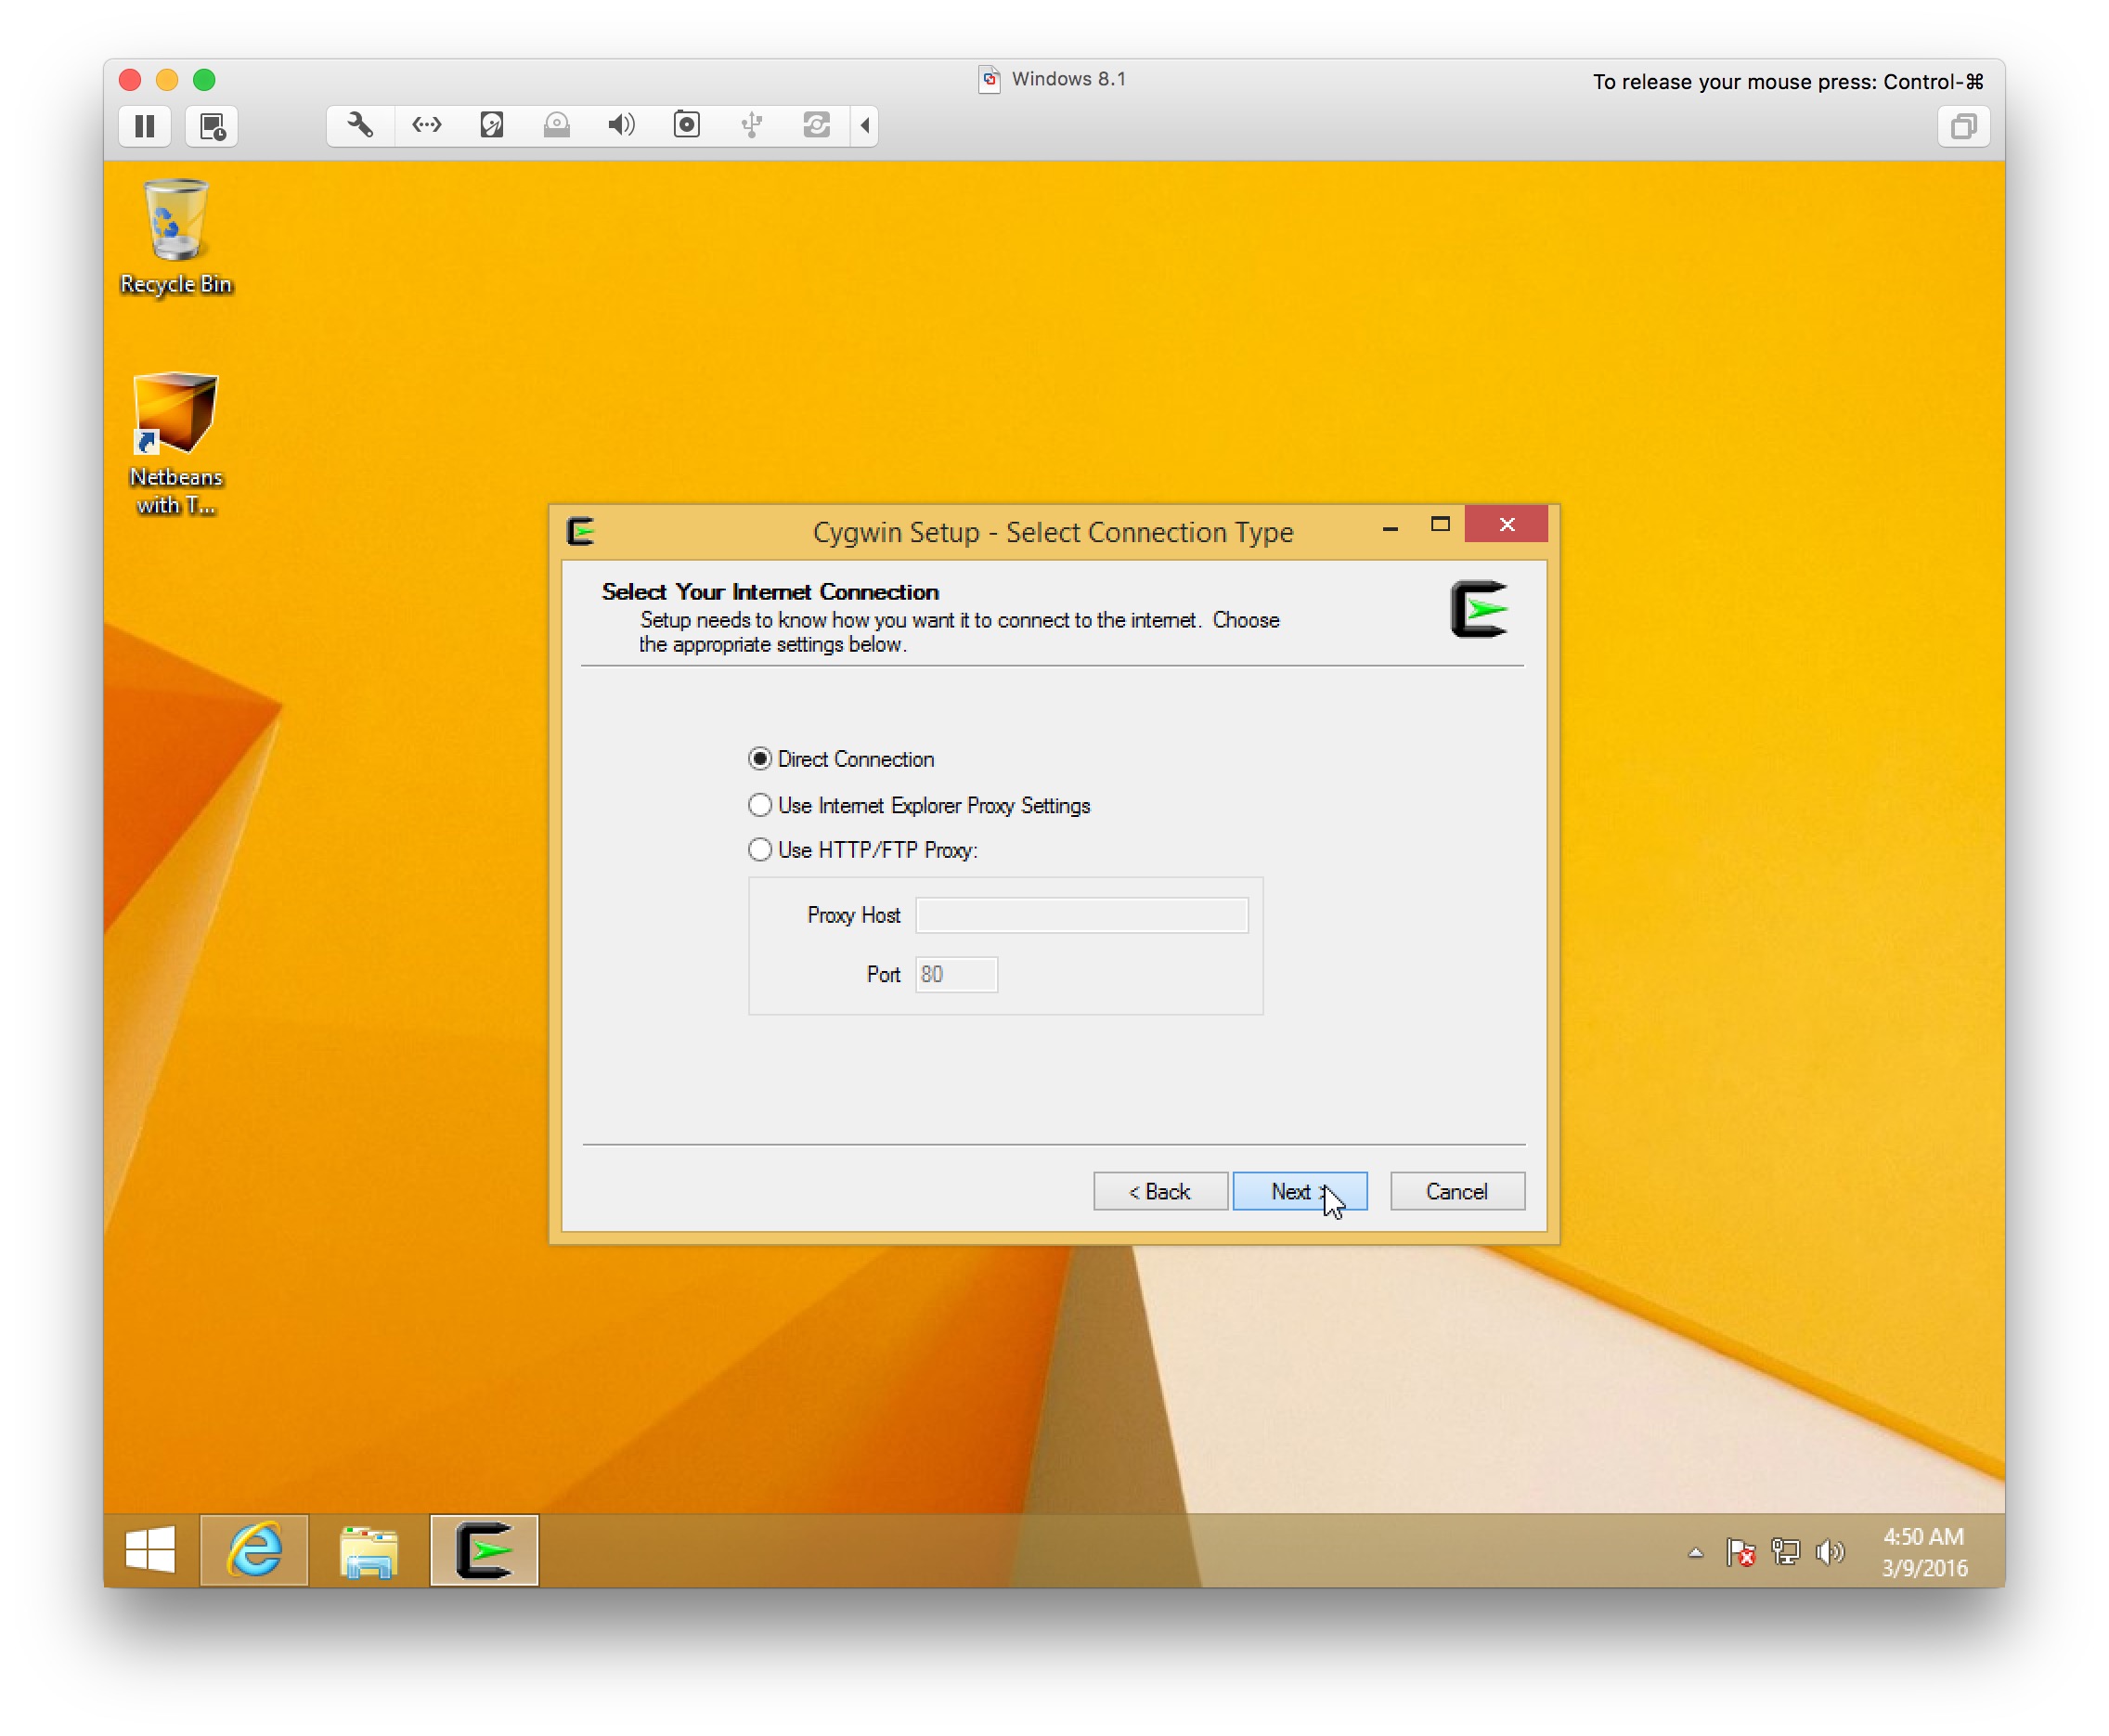 Windows 8.1
To release your mouse press: Control-⌘
Recycle Bin
Netbeans
with T...
Cygwin Setup - Select Connection Type
Select Your Internet Connection
Setup needs to know how you want it to connect to the internet. Choose
the appropriate settings below.
Direct Connection
Use Internet Explorer Proxy Settings
Use HTTP/FTP Proxy:
Proxy Host
Port 80
< Back Next > Cancel
4:50 AM
3/9/2016